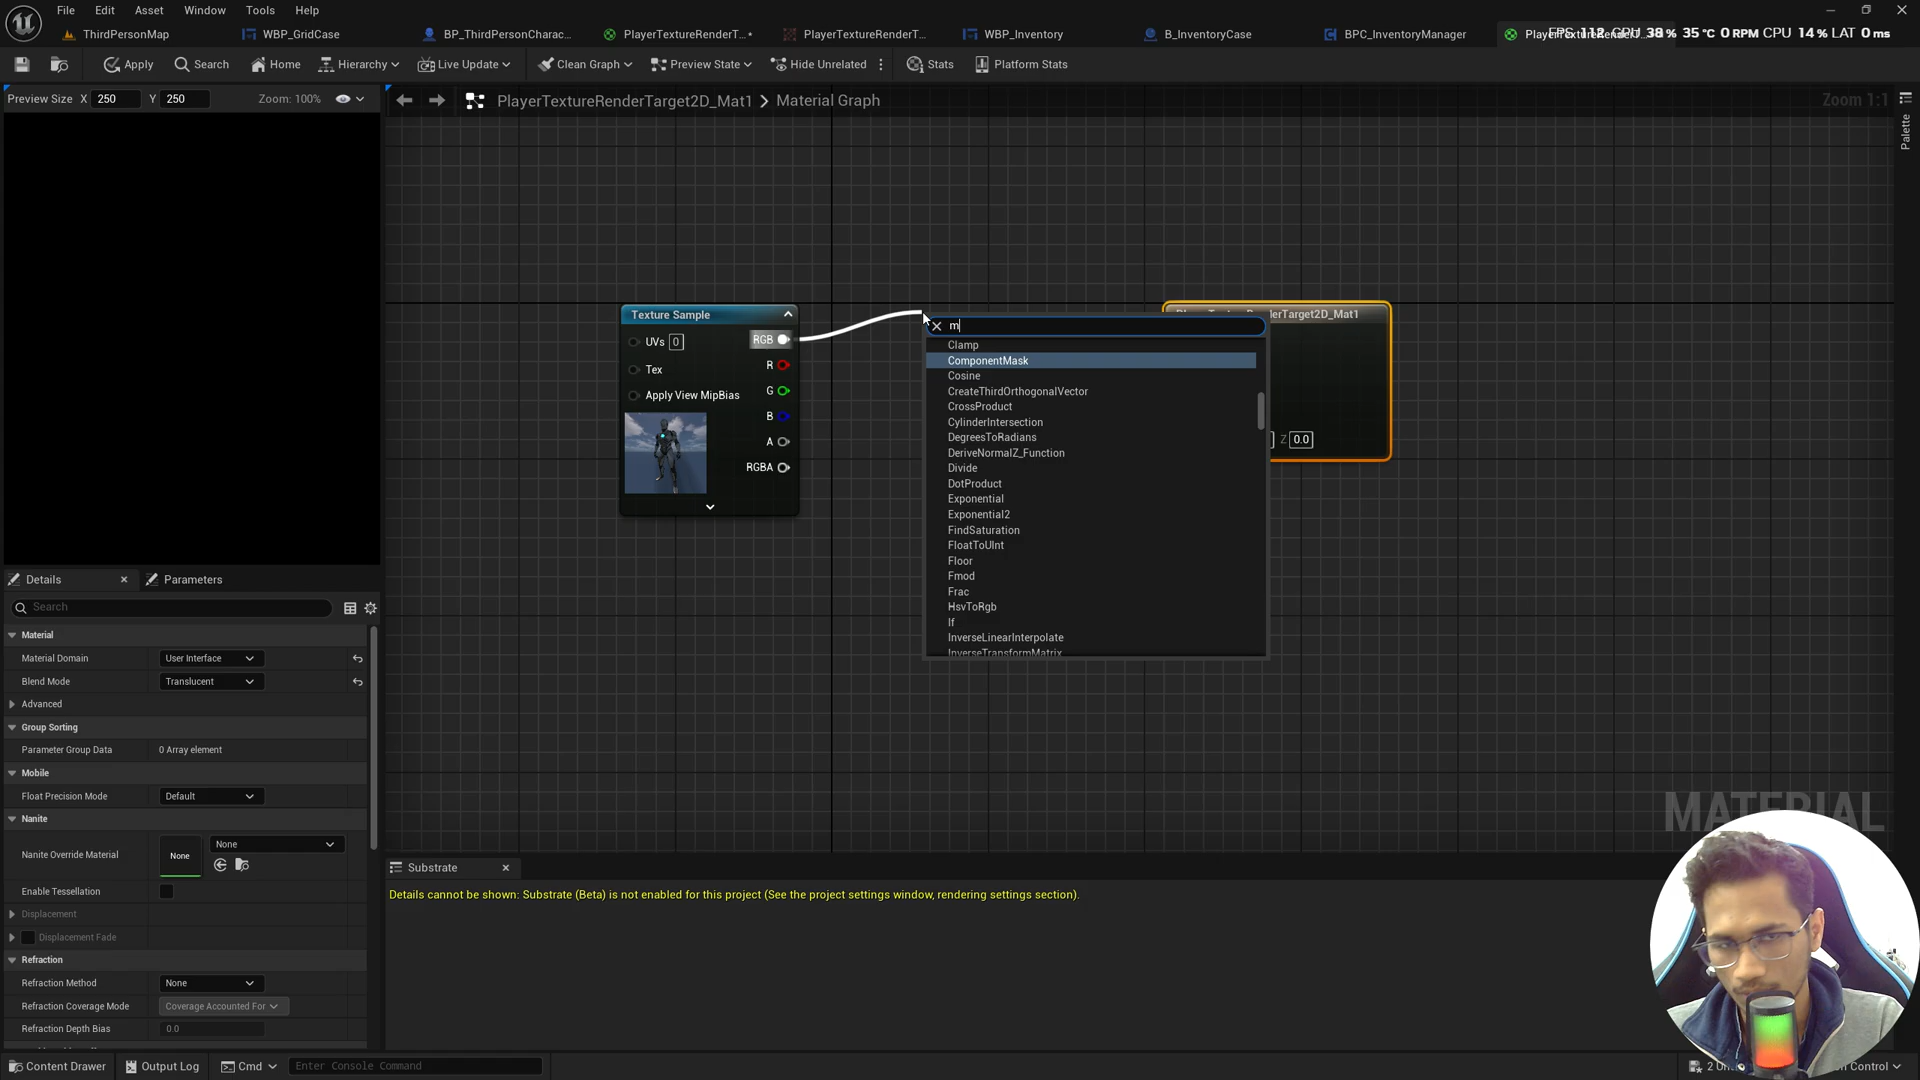 File Edit Asset Window Tools Help
ThirdPersonMap WBP_GridCase BP_ThirdPersonCharac... PlayerTextureRenderT...• PlayerTextureRenderT... WBP_Inventory B_InventoryCase BPC_InventoryManager
FPS 112 GPU 38 % 35 °C 0 RPM CPU 14 % LAT 0 ms
Apply Search Home Hierarchy Live Update Clean Graph Preview State Hide Unrelated Stats Platform Stats
Preview Size X 250 Y 250 Zoom: 100%
PlayerTextureRenderTarget2D_Mat1 > Material Graph
Zoom 1:1
Palette
Texture Sample
UVs 0
Tex
Apply View MipBias
RGB
R
G
B
A
RGBA
RenderTarget2D_Mat1
Z 0.0
m
Clamp
ComponentMask
Cosine
CreateThirdOrthogonalVector
CrossProduct
CylinderIntersection
DegreesToRadians
DeriveNormalZ_Function
Divide
DotProduct
Exponential
Exponential2
FindSaturation
FloatToUInt
Floor
Fmod
Frac
HsvToRgb
If
InverseLinearInterpolate
InverseTransformMatrix
MATERIAL
Details Parameters
Search
Material
Material Domain User Interface
Blend Mode Translucent
Advanced
Group Sorting
Parameter Group Data 0 Array element
Mobile
Float Precision Mode Default
Nanite
Nanite Override Material None None
Enable Tessellation
Displacement
Displacement Fade
Refraction
Refraction Method None
Refraction Coverage Mode Coverage Accounted For
Refraction Depth Bias 0.0
Substrate
Details cannot be shown: Substrate (Beta) is not enabled for this project (See the project settings window, rendering settings section).
Content Drawer Output Log Cmd Enter Console Command
Control